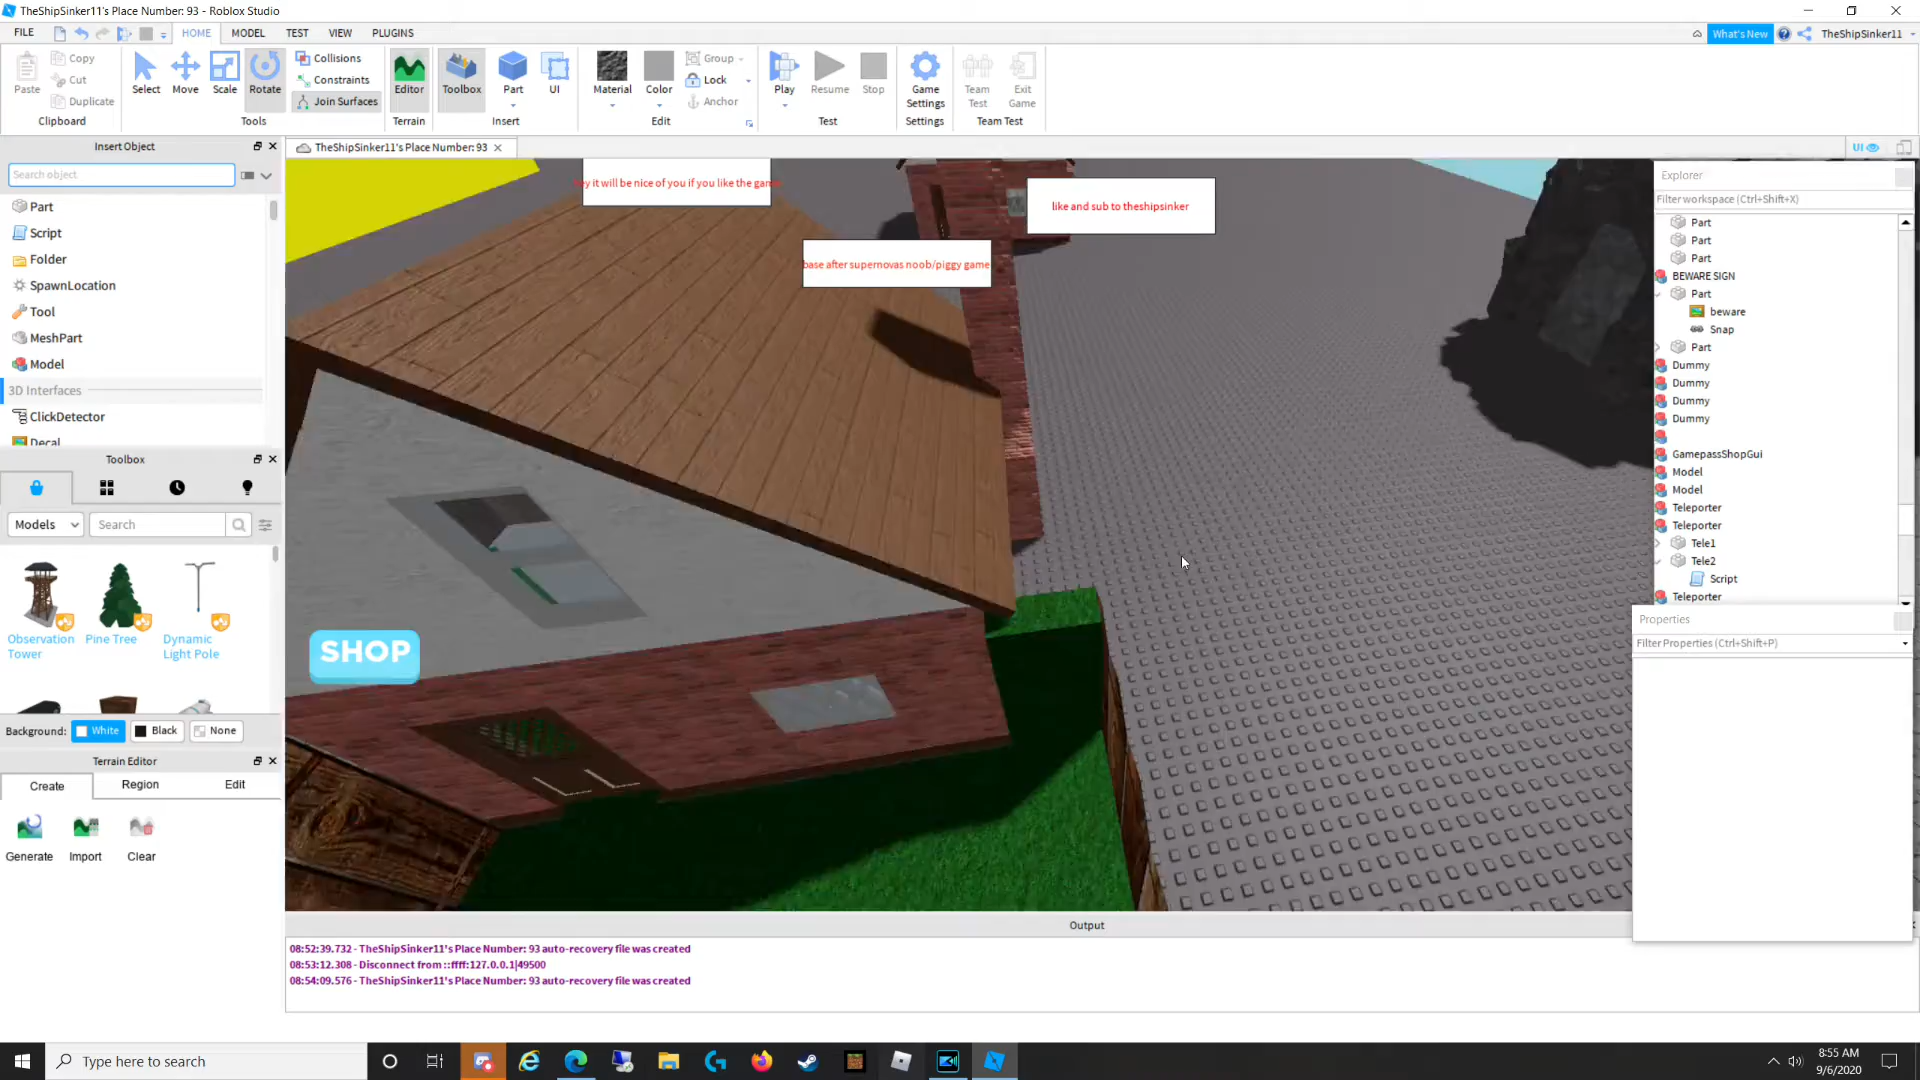 TheShipSinker11's Place Number: 93 - Roblox Studio
FILE
HOME
MODEL
TEST
VIEW
PLUGINS
What's New
TheShipSinker11
Paste
Copy
Cut
Duplicate
Clipboard
Select
Move
Scale
Rotate
Collisions
Constraints
Join Surfaces
Tools
Editor
Terrain
Toolbox
Part
UI
Insert
Material
Color
Group
Lock
Anchor
Edit
Play
Resume
Stop
Test
Game Settings
Settings
Team Test
Exit Game
Team Test
Insert Object
Search object
Part
Script
Folder
SpawnLocation
Tool
MeshPart
Model
3D Interfaces
ClickDetector
Decal
Toolbox
Models
Search
Observation Tower
Pine Tree
Dynamic Light Pole
Background:
White
Black
None
Terrain Editor
Create
Region
Edit
Generate
Import
Clear
TheShipSinker11's Place Number: 93
UI
it will be nice of you if you like the game
like and sub to theshipsinker
base after supernovas noob/piggy game
SHOP
Explorer
Filter workspace (Ctrl+Shift+X)
Part
Part
Part
BEWARE SIGN
Part
beware
Snap
Part
Dummy
Dummy
Dummy
Dummy
GamepassShopGui
Model
Model
Teleporter
Teleporter
Tele1
Tele2
Script
Teleporter
Properties
Filter Properties (Ctrl+Shift+P)
Output
08:52:39.732 - TheShipSinker11's Place Number: 93 auto-recovery file was created
08:53:12.308 - Disconnect from ::ffff:127.0.0.1|49500
08:54:09.576 - TheShipSinker11's Place Number: 93 auto-recovery file was created
Type here to search
8:55 AM
9/6/2020